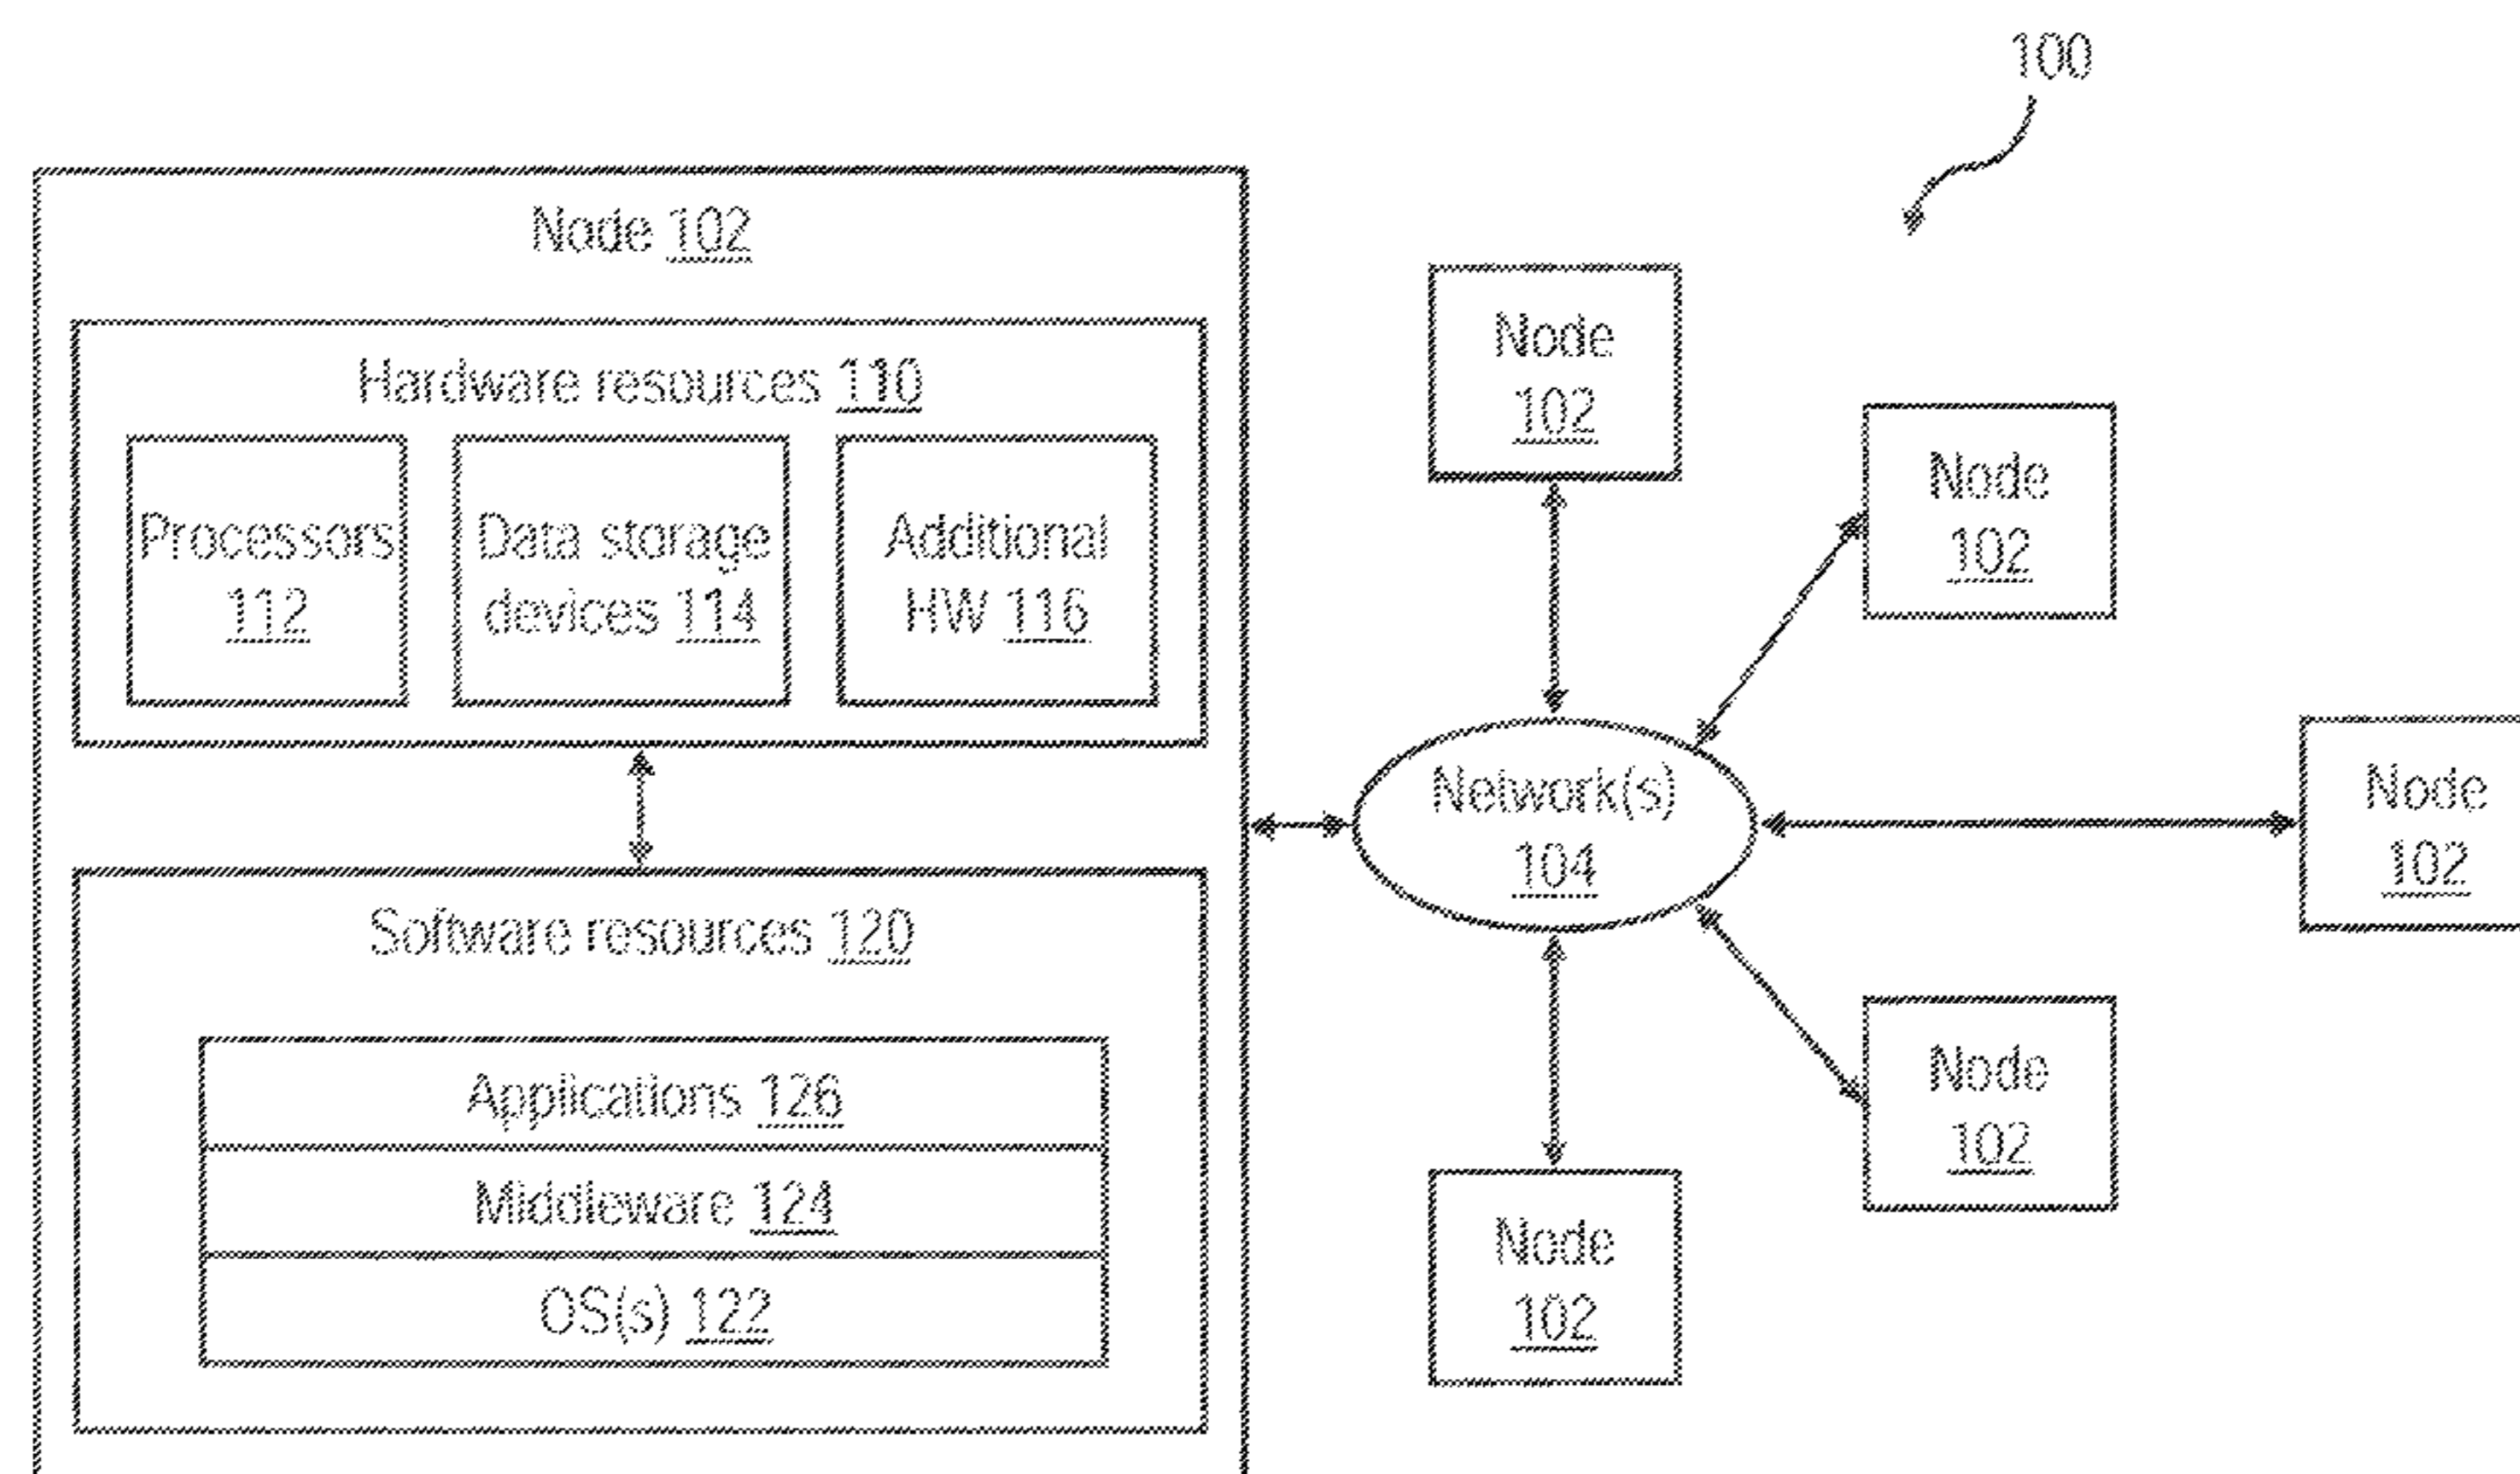 100
Node 102
Hardware resources 110
Processors
112
Data storage
devices 114
Additional
HW 116
Software resources 120
Applications 126
Middleware 124
OS(s) 122
Node
102
Node
102
Network(s)
104
Node
102
Node
102
Node
102